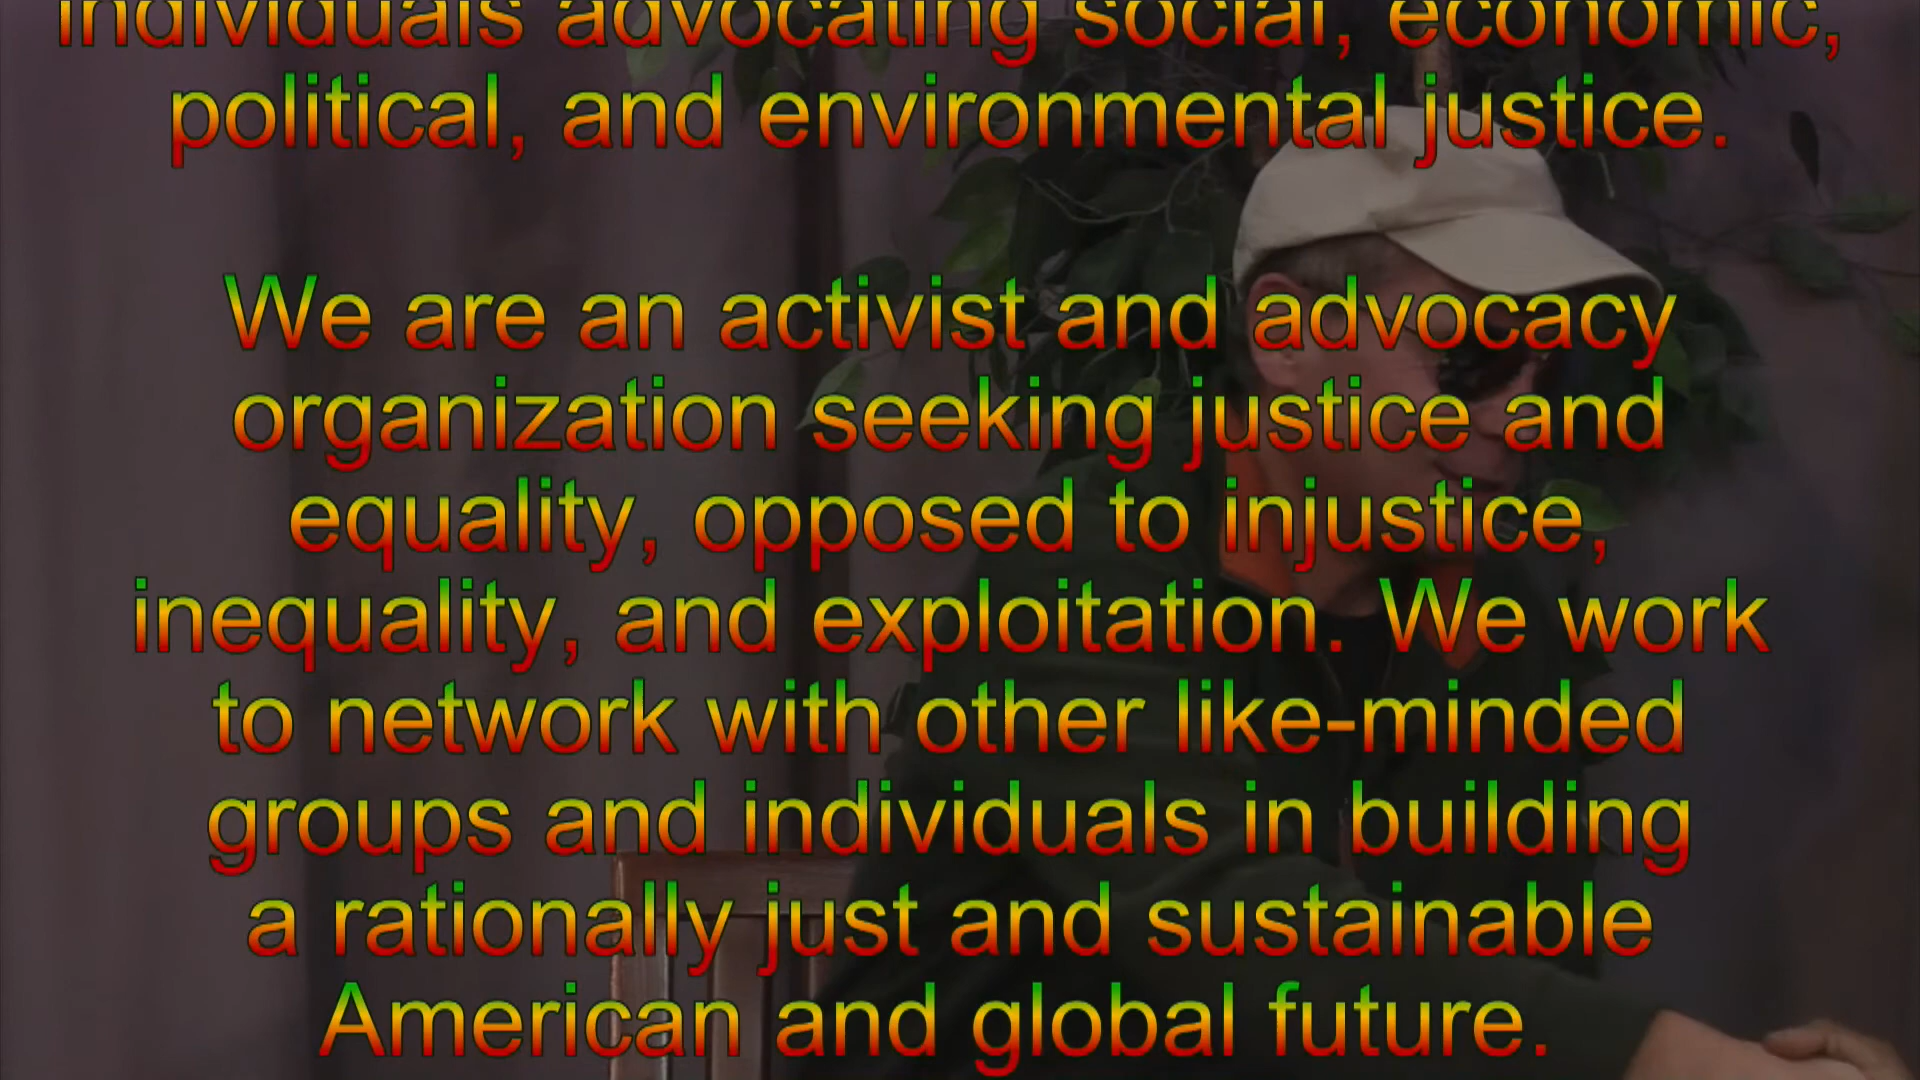 individuals advocating social, economic,
political, and environmental justice.
We are an activist and advocacy
organization seeking justice and
equality, opposed to injustice,
inequality, and exploitation. We work
to network with other like-minded
groups and individuals in building
a rationally just and sustainable
American and global future.